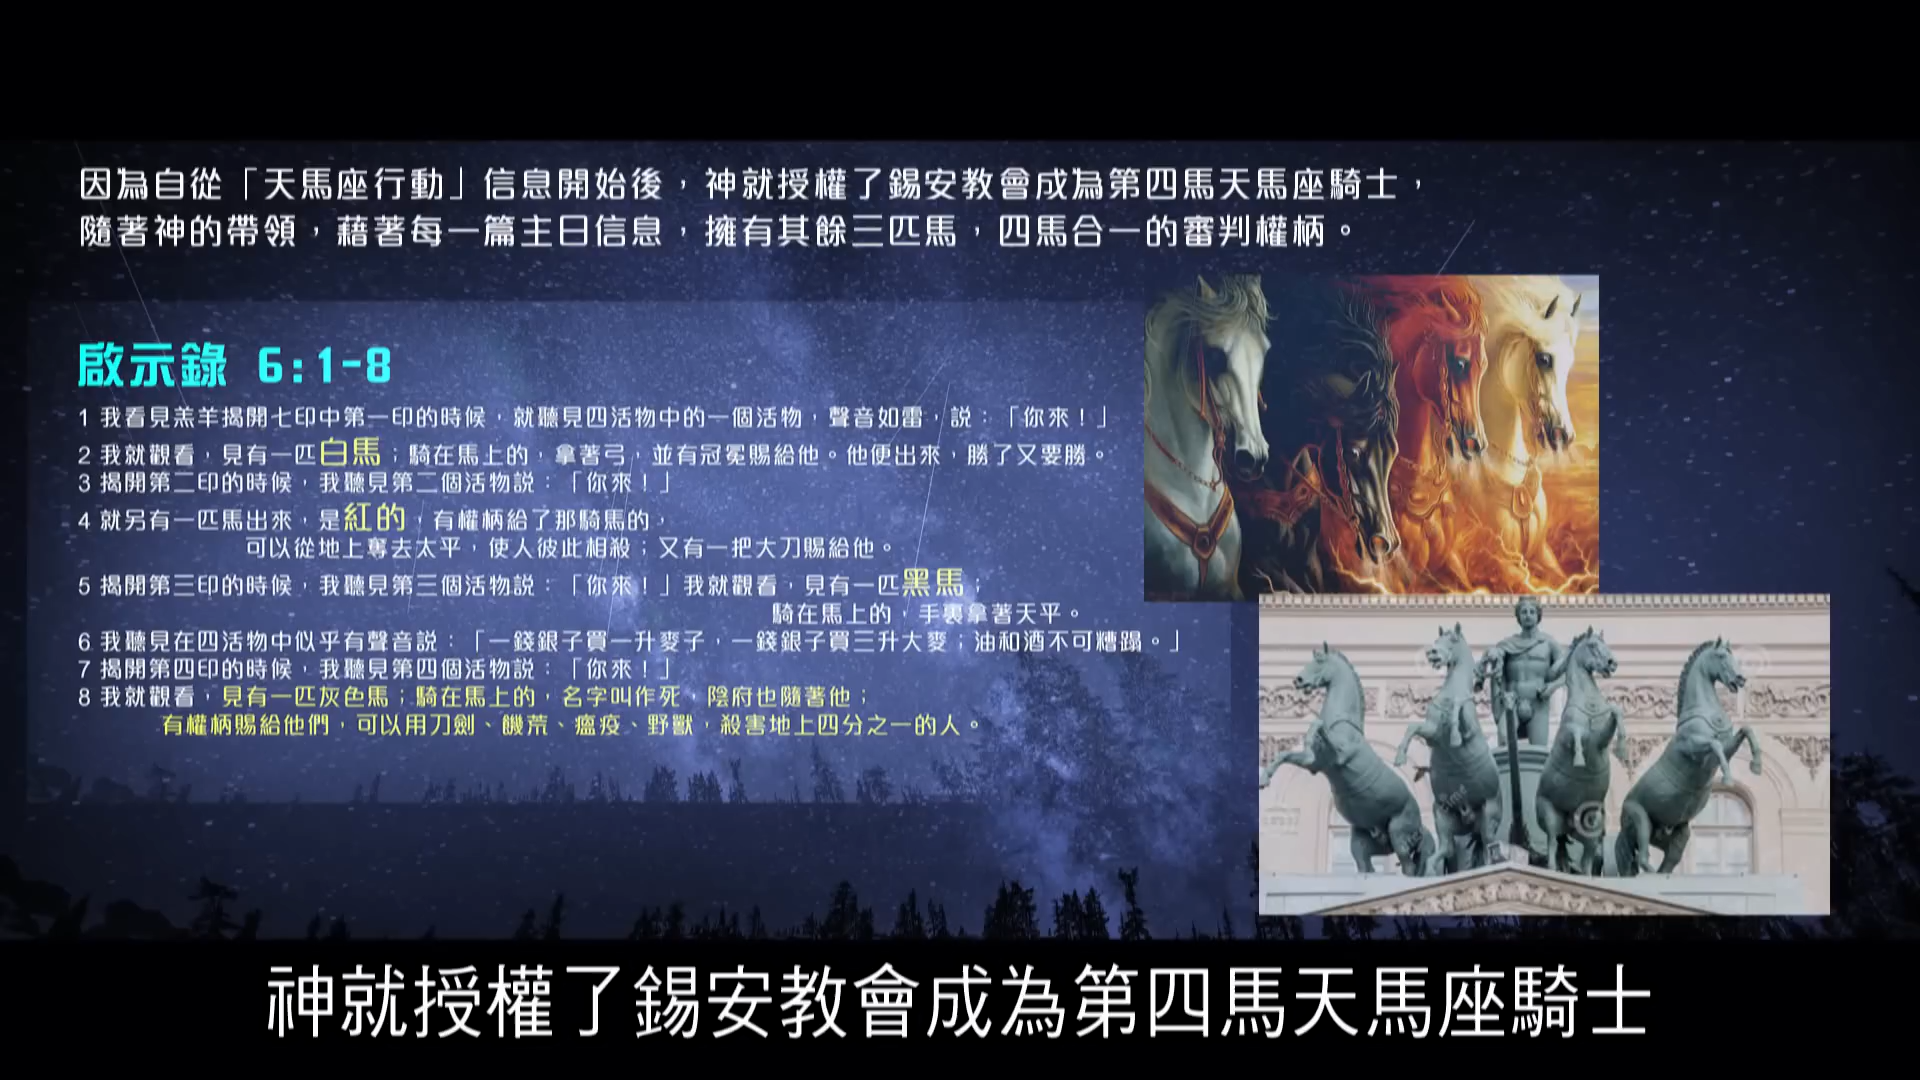 因為自從「天馬座行動」信息開始後，神就授權了錫安教會成為第四馬天馬座騎士，
隨著神的帶領，藉著每一篇主日信息，擁有其餘三匹馬，四馬合一的審判權柄。
啟示錄 6:1-8
1 我看見羔羊揭開七印中第一印的時候，就聽見四活物中的一個活物，聲音如雷，説：「你來！」
2 我就觀看，見有一匹白馬；騎在馬上的，拿著弓，並有冠冕賜給他。他便出來，勝了又要勝。
3 揭開第二印的時候，我聽見第二個活物説：「你來！」
4 就另有一匹馬出來，是紅的，有權柄給了那騎馬的，
可以從地上奪去太平，使人彼此相殺；又有一把大刀賜給他。
5 揭開第三印的時候，我聽見第三個活物説：「你來！」我就觀看，見有一匹黑馬；
騎在馬上的，手裏拿著天平。
6 我聽見在四活物中似乎有聲音説：「一錢銀子買一升麥子，一錢銀子買三升大麥；油和酒不可糟蹋。」
7 揭開第四印的時候，我聽見第四個活物説：「你來！」
8 我就觀看，見有一匹灰色馬；騎在馬上的，名字叫作死，陰府也隨著他；
有權柄賜給他們，可以用刀劍、饑荒、瘟疫、野獸，殺害地上四分之一的人。
神就授權了錫安教會成為第四馬天馬座騎士